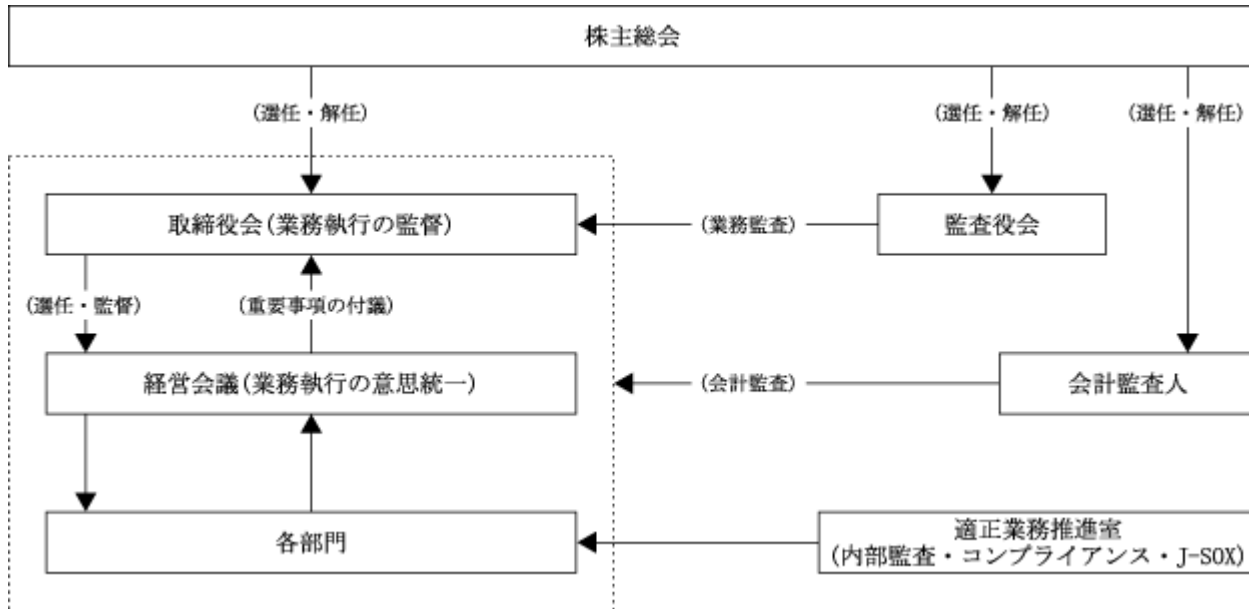 株主総会
(選任・解任)
(選任・解任)
(選任・解任)
取締役会(業務執行の監督)
(業務監査)
監査役会
(選任・監督)
(重要事項の付議)
経営会議(業務執行の意思統一)
(会計監査)
会計監査人
各部門
適正業務推進室
(内部監査・コンプライアンス・J-SOX)